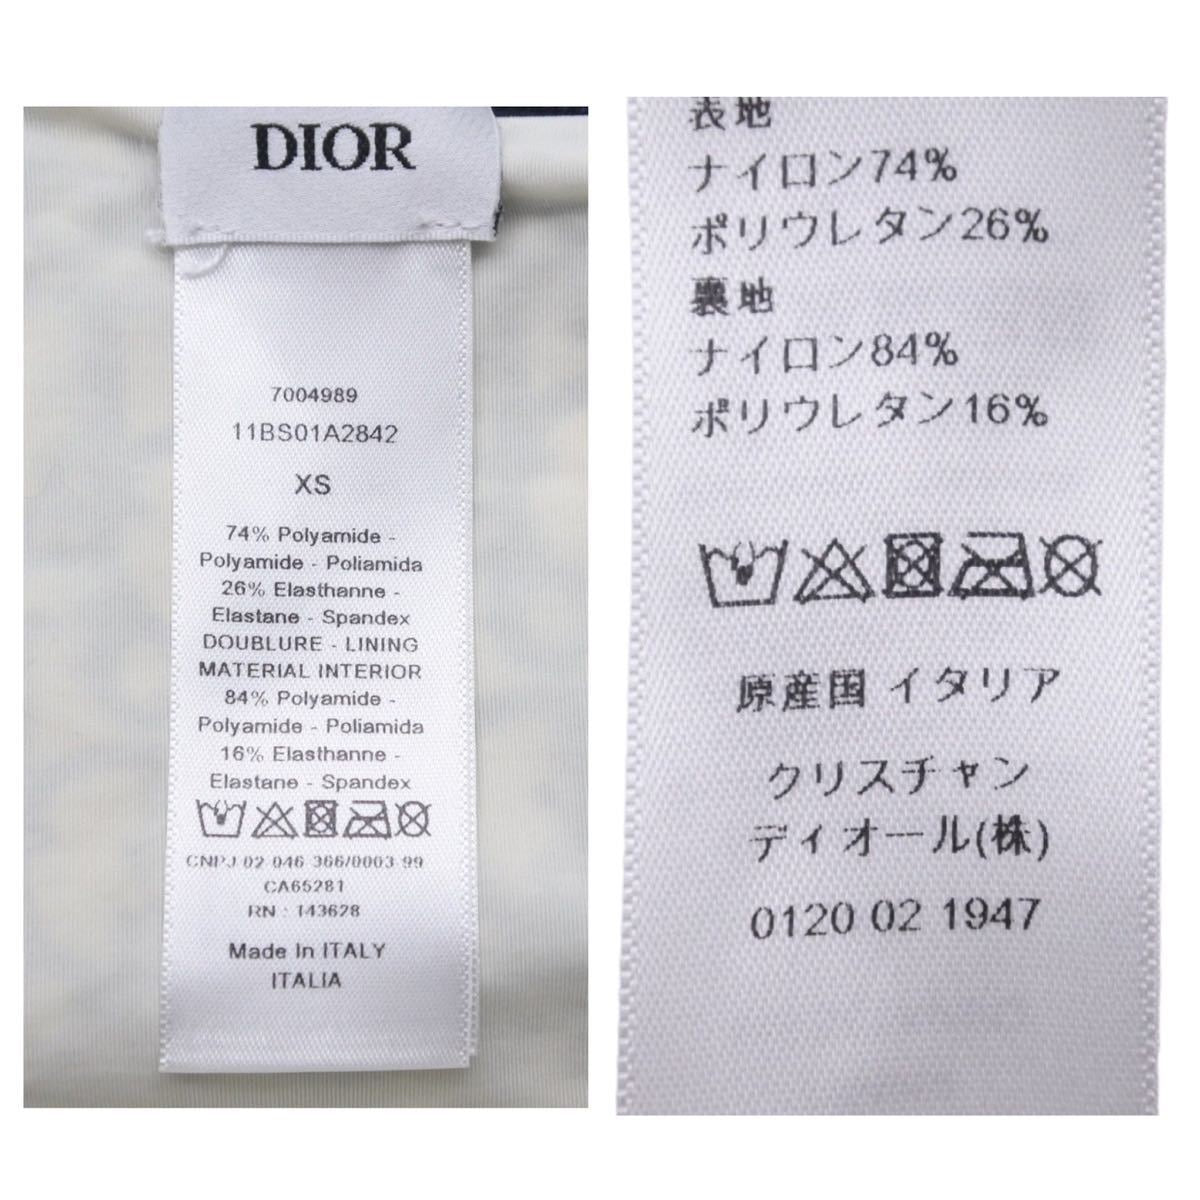 DIOR
7004989
11BS01A2842
XS
74% Polyamide -
Polyamide - Poliamida
26% Elasthanne -
Elastane - Spandex
DOUBLURE - LINING
MATERIAL INTERIOR
84% Polyamide -
Polyamide - Poliamida
16% Elasthanne -
Elastane - Spandex
CNPJ 02 046 366/0003 99
CA65281
RN : 143628
Made In ITALY
ITALIA
表地
ナイロン74%
ポリウレタン26%
裏地
ナイロン84%
ポリウレタン16%
原産国 イタリア
クリスチャン
ディオール(株)
0120 02 1947